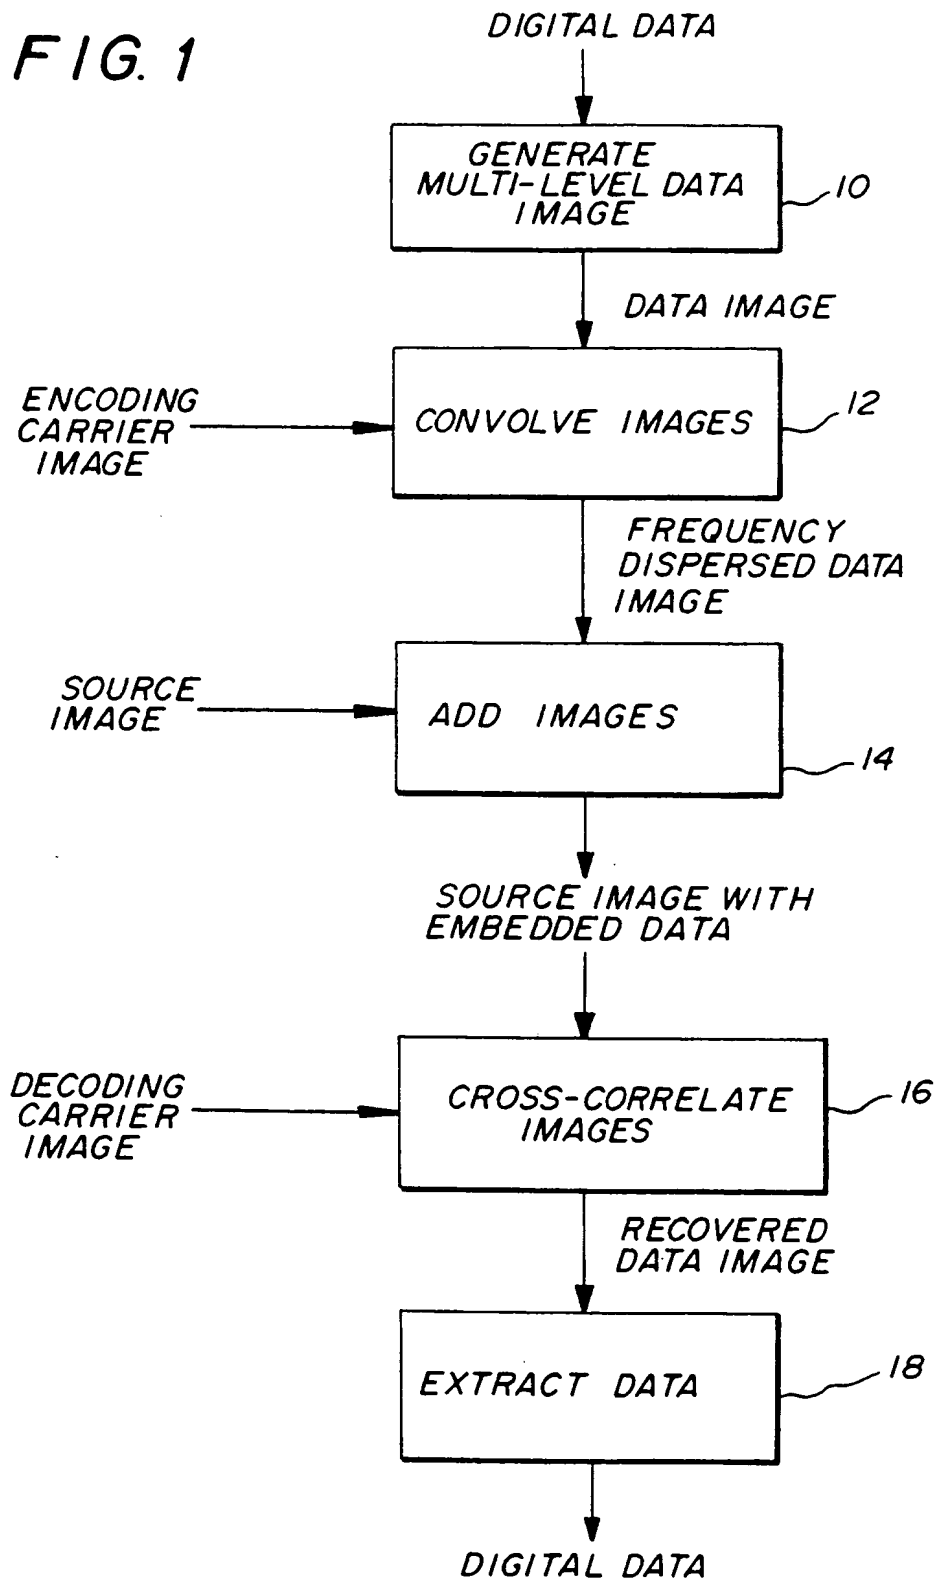 FIG. 1
DIGITAL DATA
GENERATE
MULTI-LEVEL DATA
IMAGE
10
DATA IMAGE
ENCODING
CARRIER
IMAGE
CONVOLVE IMAGES
12
FREQUENCY
DISPERSED DATA
IMAGE
SOURCE
IMAGE
ADD IMAGES
14
SOURCE IMAGE WITH
EMBEDDED DATA
DECODING
CARRIER
IMAGE
CROSS-CORRELATE
IMAGES
16
RECOVERED
DATA IMAGE
EXTRACT DATA
18
DIGITAL DATA